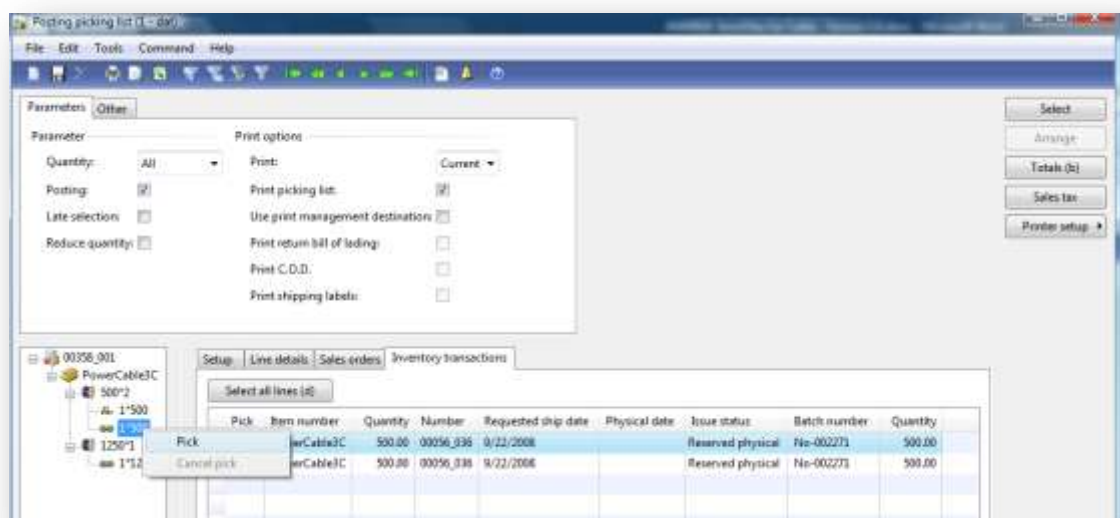 Posting picking list (1 - dat)
File Edit Tools Command Help
Parameters Other
Parameter Print options
Quantity: All Print: Current
Posting: Print picking list:
Late selection: Use print management destination:
Reduce quantity: Print return bill of lading:
Print C.O.D.
Print shipping labels:
Select
Arrange
Totals (b)
Sales tax
Printer setup
00358_001
PowerCable3C
500*2
1*500
1250*1
Pick
Cancel pick
Setup Line details Sales orders Inventory transactions
Select all lines (d)
Pick Item number Quantity Number Requested ship date Physical date Issue status Batch number Quantity
erCable3C 500.00 00056_036 9/22/2008 Reserved physical No-002271 500.00
erCable3C 500.00 00056_036 9/22/2008 Reserved physical No-002271 500.00